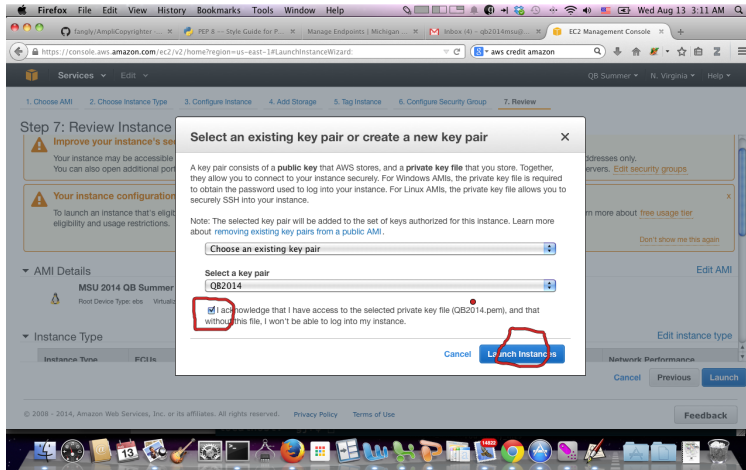 Firefox File Edit View History Bookmarks Tools Window Help Wed Aug 13 3:11 AM
fangly/AmpliCopyrighter · ... PEP 8 -- Style Guide for P... Manage Endpoints | Michigan ... Inbox (4) – qb2014msu@... EC2 Management Console
https://console.aws.amazon.com/ec2/v2/home?region=us-east-1#LaunchInstanceWizard: aws credit amazon
Services Edit QB Summer N. Virginia Help
1. Choose AMI 2. Choose Instance Type 3. Configure Instance 4. Add Storage 5. Tag Instance 6. Configure Security Group 7. Review
Step 7: Review Instance
Improve your instance's se
Your instance may be accessible
ddresses only.
You can also open additional port
ervers. Edit security groups
Your instance configuration
x
To launch an instance that's eligib
rn more about free usage tier
eligibility and usage restrictions.
Don't show me this again
AMI Details
Edit AMI
MSU 2014 QB Summer
Root Device Type: ebs Virtualiz
Instance Type
Edit instance type
Instance Type ECUs
Network Performance
Cancel Previous Launch
Select an existing key pair or create a new key pair
A key pair consists of a public key that AWS stores, and a private key file that you store. Together,
they allow you to connect to your instance securely. For Windows AMIs, the private key file is required
to obtain the password used to log into your instance. For Linux AMIs, the private key file allows you to
securely SSH into your instance.
Note: The selected key pair will be added to the set of keys authorized for this instance. Learn more
about removing existing key pairs from a public AMI.
Choose an existing key pair
Select a key pair
QB2014
I acknowledge that I have access to the selected private key file (QB2014.pem), and that
without this file, I won't be able to log into my instance.
Cancel Launch Instances
© 2008 - 2014, Amazon Web Services, Inc. or its affiliates. All rights reserved. Privacy Policy Terms of Use Feedback
13
14822